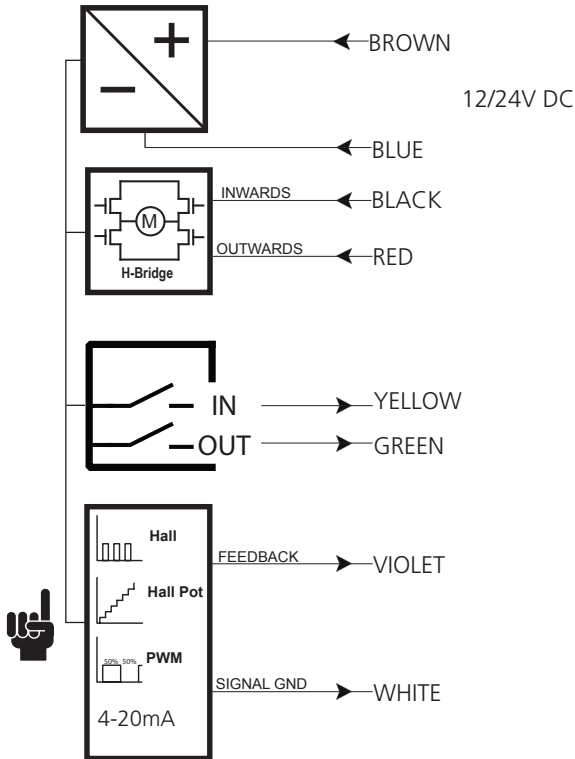 +
BROWN
12/24V DC
–
BLUE
INWARDS
BLACK
M
OUTWARDS
RED
H-Bridge
IN
YELLOW
OUT
GREEN
Hall
FEEDBACK
VIOLET
Hall Pot
PWM
50% 50%
SIGNAL GND
WHITE
4-20mA